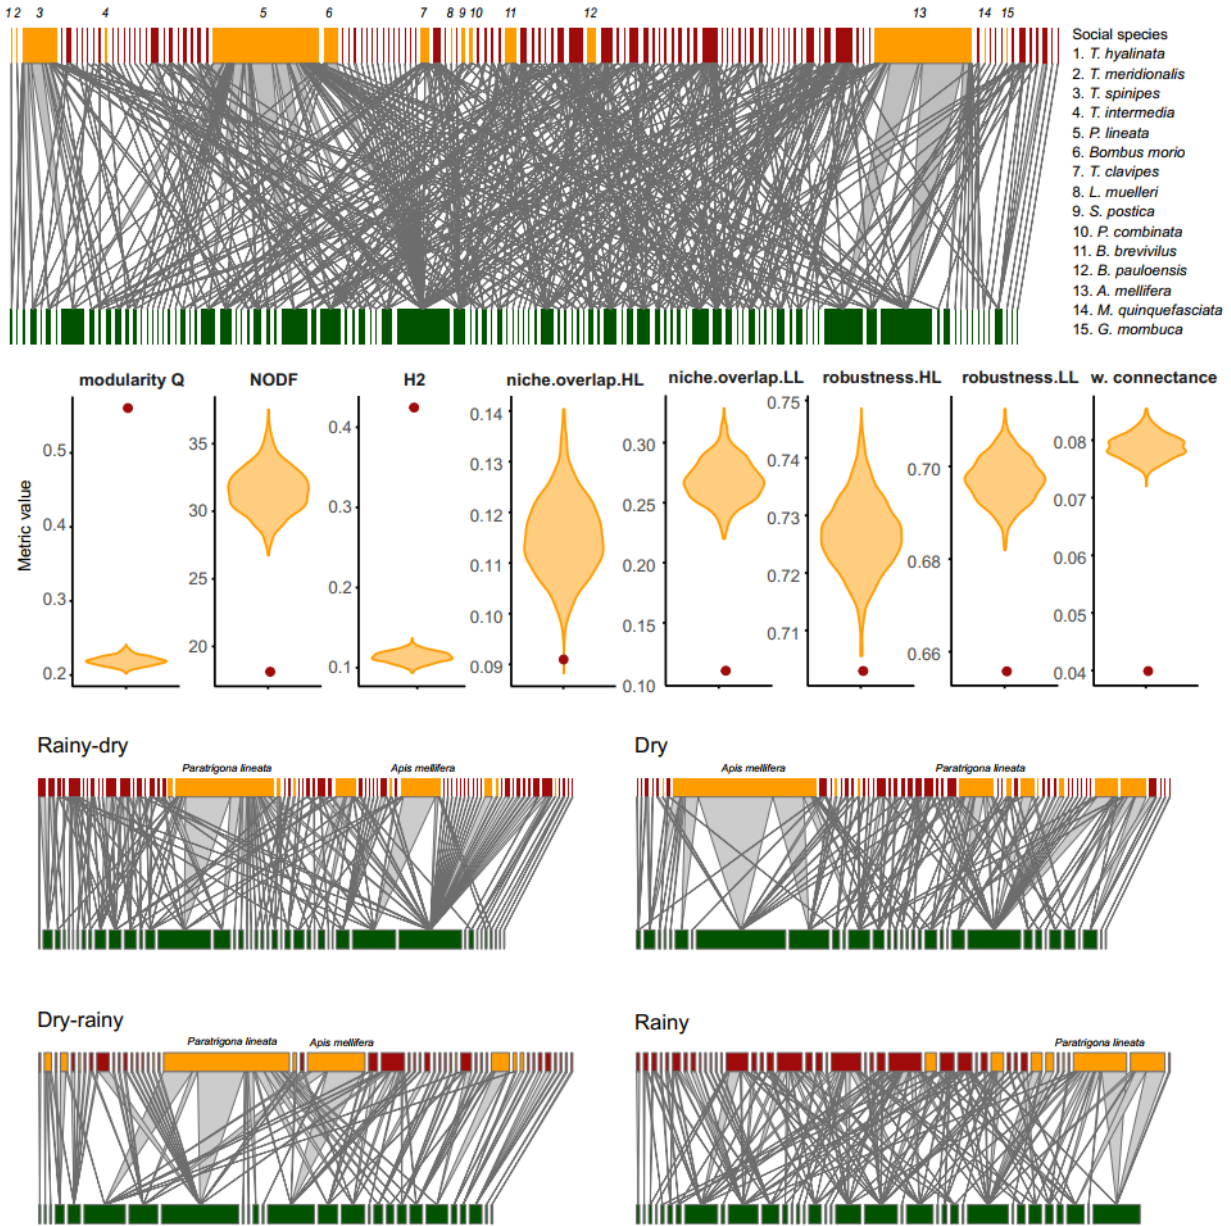 1 2 3 4 5 6 7 8 9 10 11 12 13 14 15
Social species
1. T. hyalinata
2. T. meridionalis
3. T. spinipes
4. T. intermedia
5. P. lineata
6. Bombus morio
7. T. clavipes
8. L. muelleri
9. S. postica
10. P. combinata
11. B. brevivilus
12. B. pauloensis
13. A. mellifera
14. M. quinquefasciata
15. G. mombuca
modularity Q NODF H2 niche.overlap.HL niche.overlap.LL robustness.HL robustness.LL w. connectance
Metric value
0.5
0.4
0.3
0.2
35
30
25
20
0.4
0.3
0.2
0.1
0.14
0.13
0.12
0.11
0.10
0.09
0.30
0.25
0.20
0.15
0.10
0.75
0.74
0.73
0.72
0.71
0.70
0.68
0.66
0.08
0.07
0.06
0.05
0.04
Rainy-dry
Paratrigona lineata Apis mellifera
Dry
Apis mellifera Paratrigona lineata
Dry-rainy
Paratrigona lineata Apis mellifera
Rainy
Paratrigona lineata